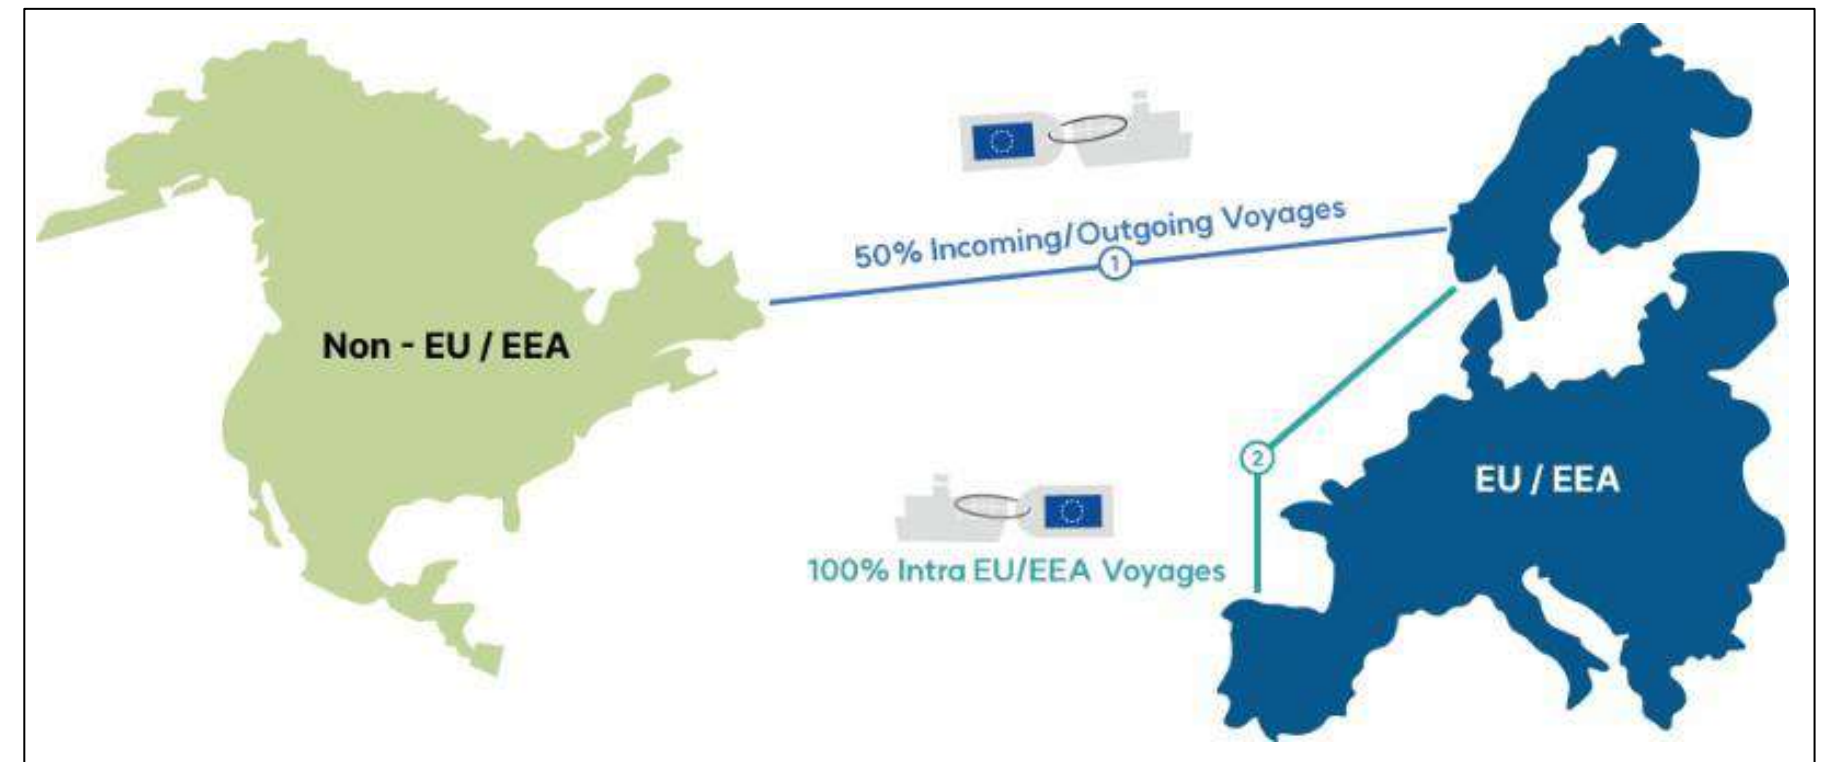 50% Incoming/Outgoing Voyages
1
Non - EU / EEA
2
EU / EEA
100% Intra EU/EEA Voyages